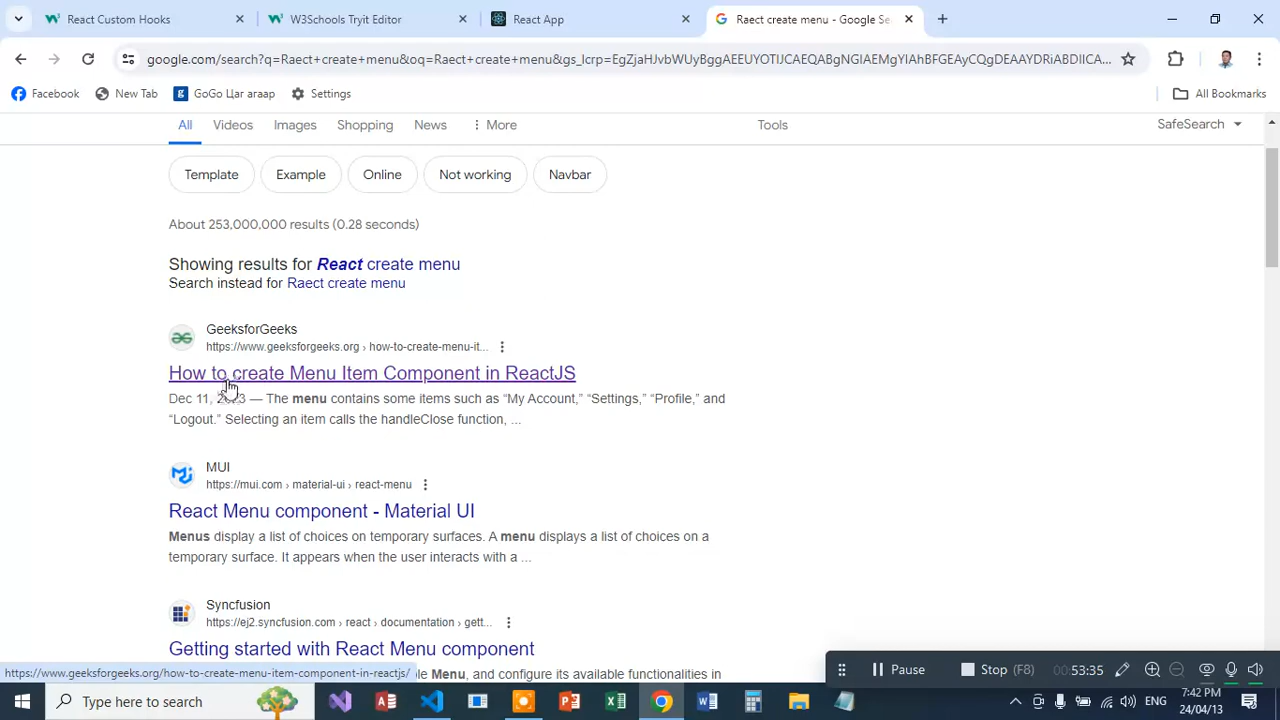 React Custom Hooks
W3Schools Tryit Editor
React App
Raect create menu - Google Se
google.com/search?q=Raect+create+menu&oq=Raect+create+menu&gs_lcrp=EgZjaHJvbWUyBggAEEUYOTIJCAEQABgNGIAEMgYIAhBFGEAyCQgDEAAYDRiABDIICA...
Facebook
New Tab
GoGo Цаг агаар
Settings
All Bookmarks
All
Videos
Images
Shopping
News
More
Tools
SafeSearch
Template
Example
Online
Not working
Navbar
About 253,000,000 results (0.28 seconds)
Showing results for React create menu
Search instead for Raect create menu
GeeksforGeeks
https://www.geeksforgeeks.org › how-to-create-menu-it...
How to create Menu Item Component in ReactJS
Dec 11, 2023 — The menu contains some items such as “My Account,” “Settings,” “Profile,” and
“Logout.” Selecting an item calls the handleClose function, ...
MUI
https://mui.com › material-ui › react-menu
React Menu component - Material UI
Menus display a list of choices on temporary surfaces. A menu displays a list of choices on a
temporary surface. It appears when the user interacts with a ...
Syncfusion
https://ej2.syncfusion.com › react › documentation › gett...
Getting started with React Menu component
Menu, and configure its available functionalities in
https://www.geeksforgeeks.org/how-to-create-menu-item-component-in-reactjs/
Pause
Stop (F8)
00:53:35
Type here to search
ENG
7:42 PM
24/04/13